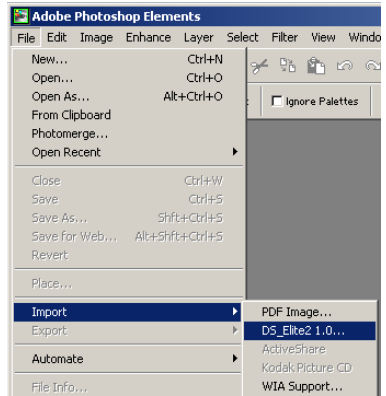 Adobe Photoshop Elements
File Edit Image Enhance Layer Select Filter View Windo
New... Ctrl+N
Open... Ctrl+O
Open As... Alt+Ctrl+O
Ignore Palettes
From Clipboard
Photomerge...
Open Recent
Close Ctrl+W
Save Ctrl+S
Save As... Shft+Ctrl+S
Save for Web... Alt+Shft+Ctrl+S
Revert
Place...
Import
Export
Automate
File Info...
PDF Image...
DS_Elite2 1.0...
ActiveShare
Kodak Picture CD
WIA Support...